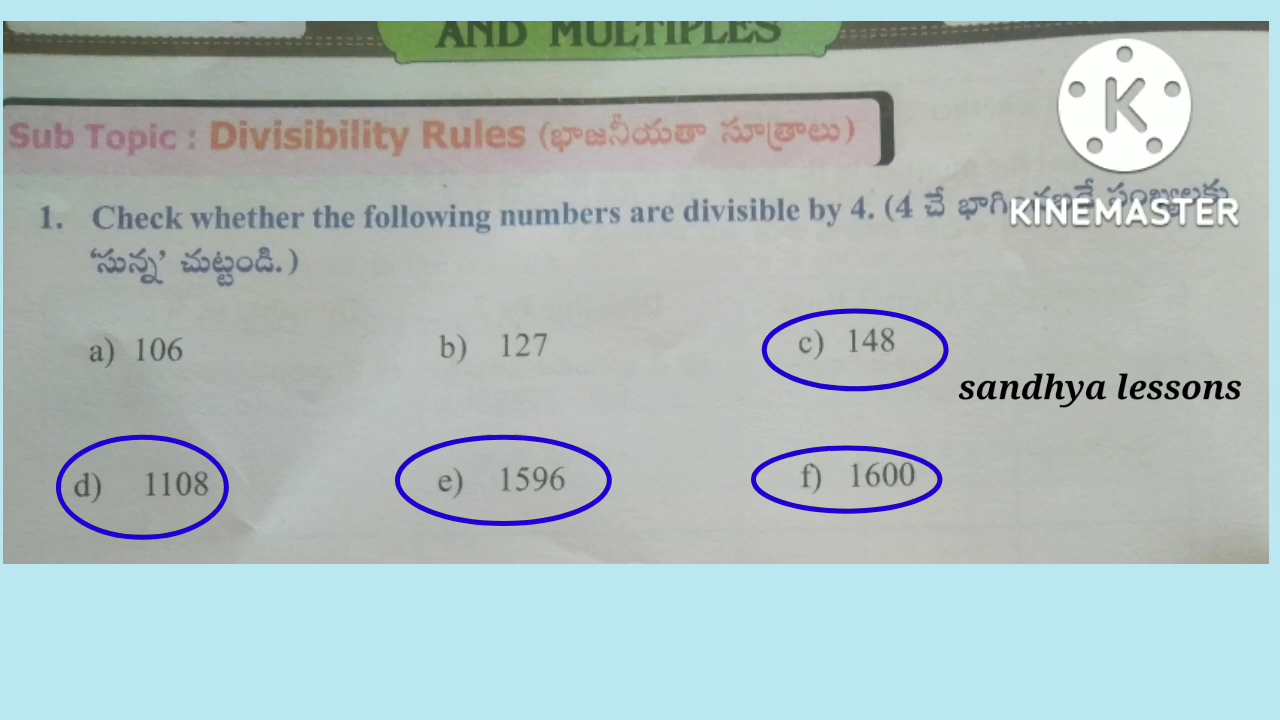 AND MULTIPLES
Sub Topic : Divisibility Rules (భాజనీయతా సూత్రాలు)
K
1. Check whether the following numbers are divisible by 4. (4 చే
KINEMASTER
'సున్న' చుట్టండి.)
a) 106 b) 127 c) 148
sandhya lessons
d) 1108 e) 1596 f) 1600